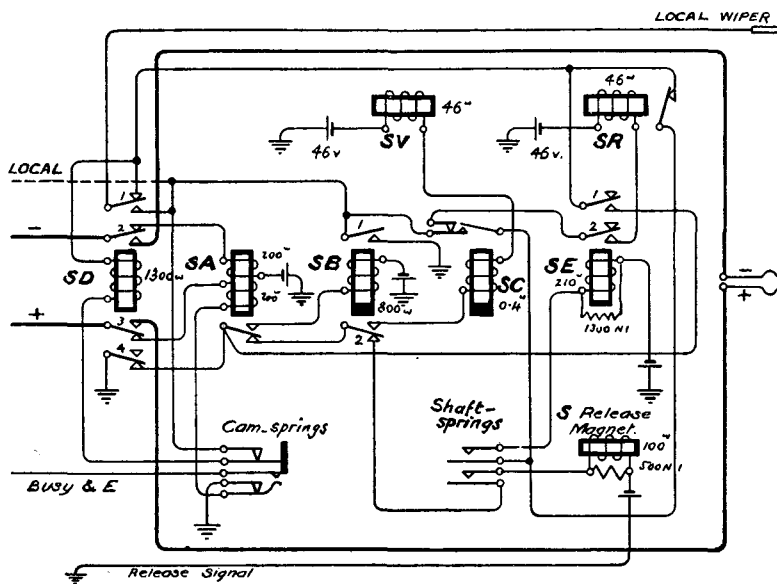 LOCAL WIPER
46ω
46ω
SV
SR
46v
46v.
LOCAL
1
1
1
2
2
SD
1300ω
SA
200ω
200ω
SB
800ω
SC
0.4ω
SE
210ω
1300 N I
3
4
2
Cam-springs
Shaft-
springs
S Release
Magnet.
100ω
500 N I
Busy & E
Release Signal
-
+
-
+